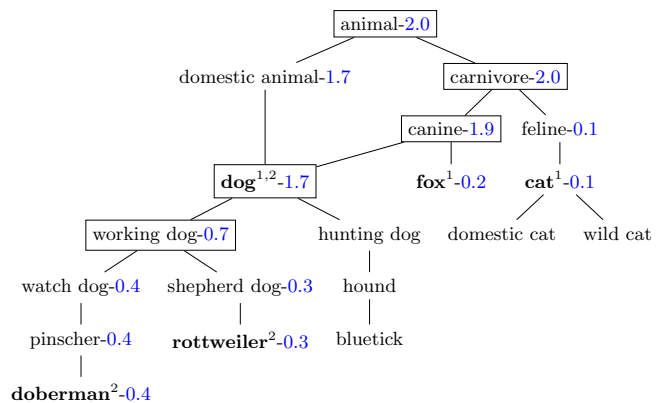 animal-2.0
domestic animal-1.7 carnivore-2.0
canine-1.9 feline-0.1
dog1,2-1.7 fox1-0.2 cat1-0.1
working dog-0.7 hunting dog domestic cat wild cat
watch dog-0.4 shepherd dog-0.3 hound
pinscher-0.4 rottweiler2-0.3 bluetick
doberman2-0.4